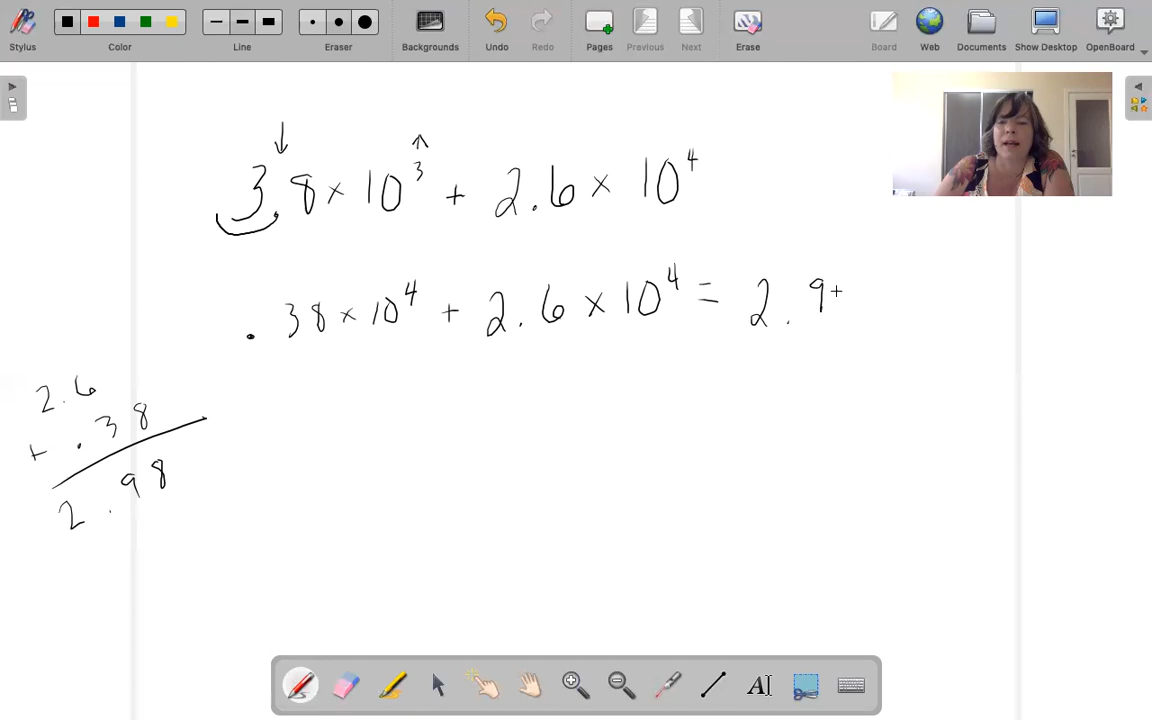 Stylus Color Line Eraser Backgrounds Undo Redo Pages Previous Next Erase Board Web Documents Show Desktop OpenBoard
3.8 × 10³ + 2.6 × 10⁴
.38 × 10⁴ + 2.6 × 10⁴ = 2.9
2.6
+ .38
2.98